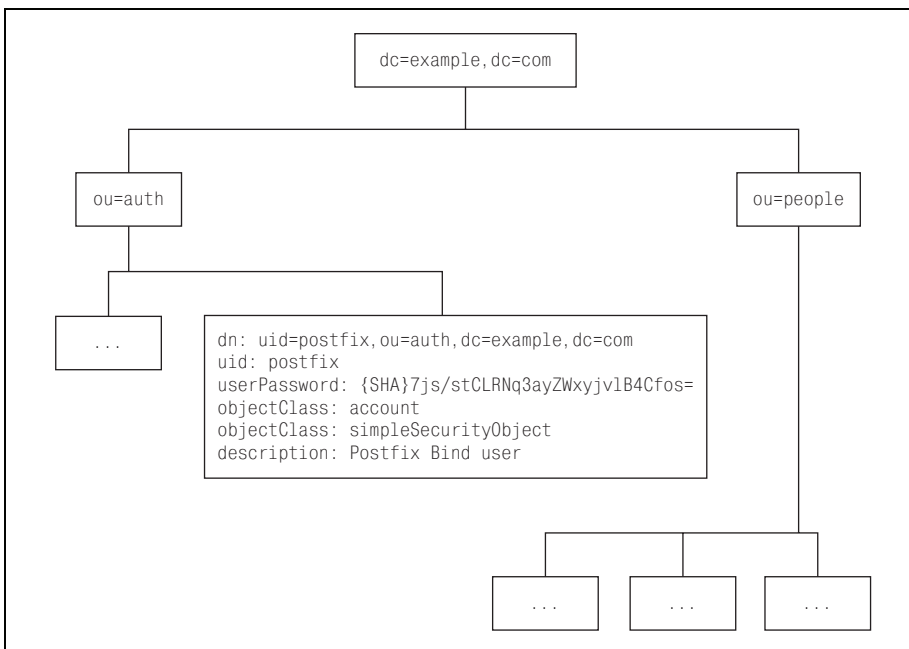 dc=example,dc=com
ou=auth
ou=people
...
dn: uid=postfix,ou=auth,dc=example,dc=com
uid: postfix
userPassword: {SHA}7js/stCLRNq3ayZWxyjvlB4Cfos=
objectClass: account
objectClass: simpleSecurityObject
description: Postfix Bind user
...
...
...